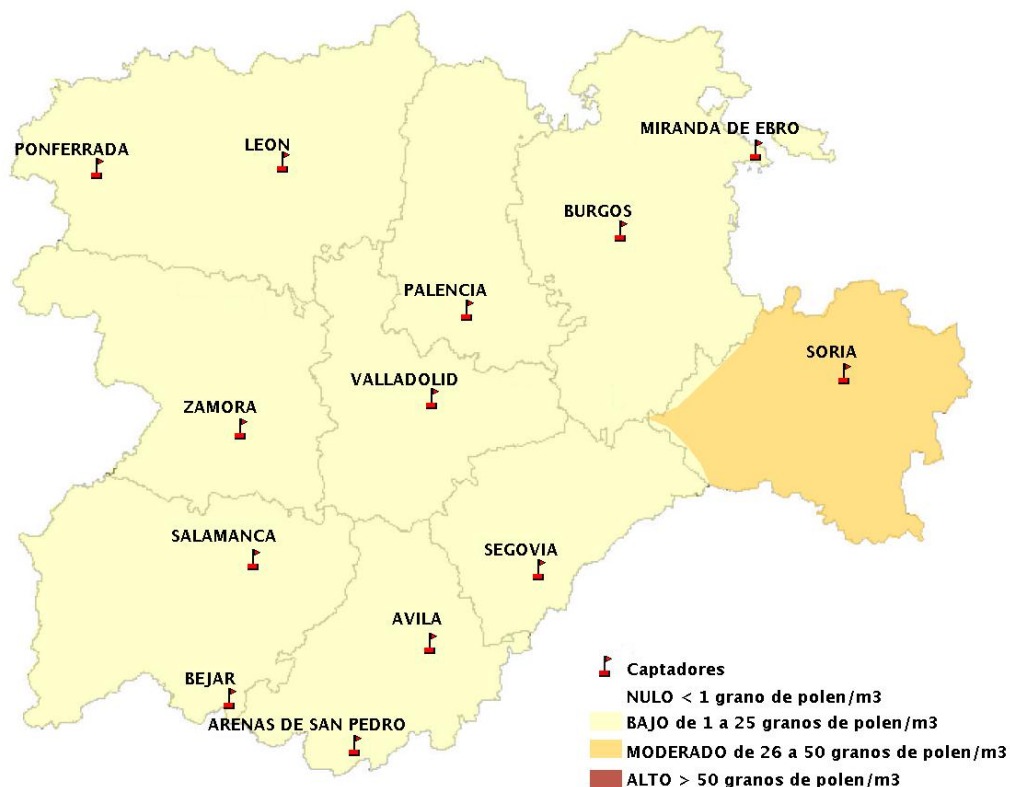 MIRANDA DE EBRO
PONFERRADA
LEON
BURGOS
PALENCIA
SORIA
VALLADOLID
ZAMORA
SALAMANCA
SEGOVIA
AVILA
BEJAR
ARENAS DE SAN PEDRO
Captadores
NULO < 1 grano de polen/m3
BAJO de 1 a 25 granos de polen/m3
MODERADO de 26 a 50 granos de polen/m3
ALTO > 50 granos de polen/m3